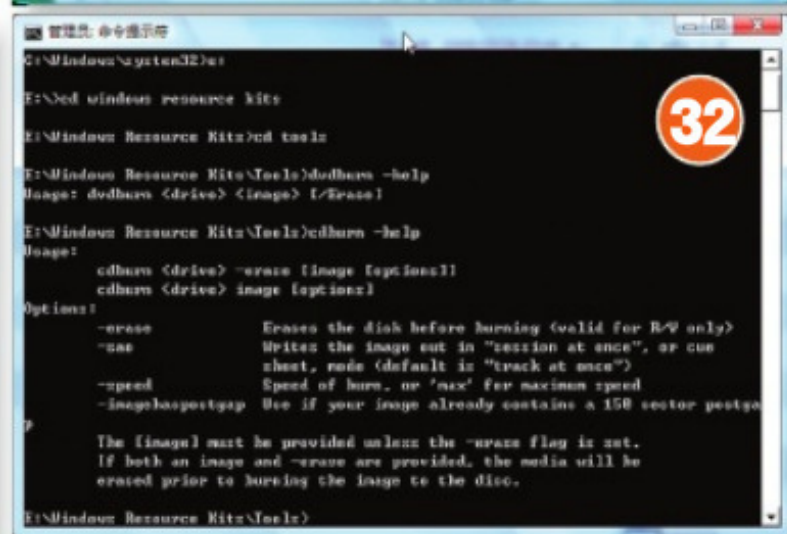 管理员: 命令提示符
C:\Windows\system32>e:
32
E:\>cd windows resource kits
E:\Windows Resource Kits>cd tools
E:\Windows Resource Kits\Tools>dvdburn -help
Usage: dvdburn <drive> <image> [/Erase]
E:\Windows Resource Kits\Tools>cdburn -help
Usage:
cdburn <drive> -erase [image [options]]
cdburn <drive> image [options]
Options:
-erase Erases the disk before burning (valid for R/W only)
-sao Writes the image out in "session at once", or cue
sheet, mode (default is "track at once")
-speed Speed of burn, or 'max' for maximum speed
-imagehaspostgap Use if your image already contains a 150 sector postga
p
The [image] must be provided unless the -erase flag is set.
If both an image and -erase are provided, the media will be
erased prior to burning the image to the disc.
E:\Windows Resource Kits\Tools>